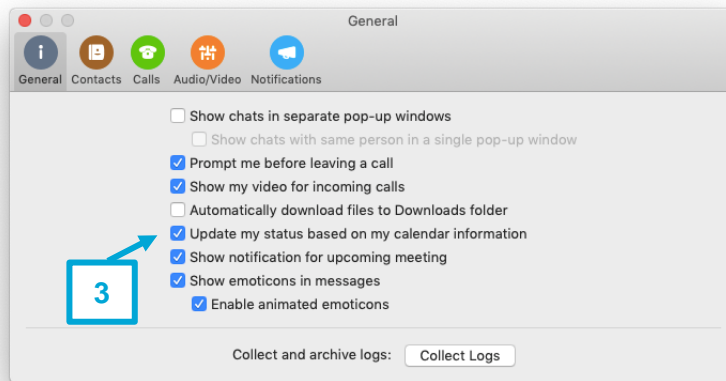 General
General Contacts Calls Audio/Video Notifications
Show chats in separate pop-up windows
Show chats with same person in a single pop-up window
Prompt me before leaving a call
Show my video for incoming calls
Automatically download files to Downloads folder
Update my status based on my calendar information
Show notification for upcoming meeting
3
Show emoticons in messages
Enable animated emoticons
Collect and archive logs: Collect Logs